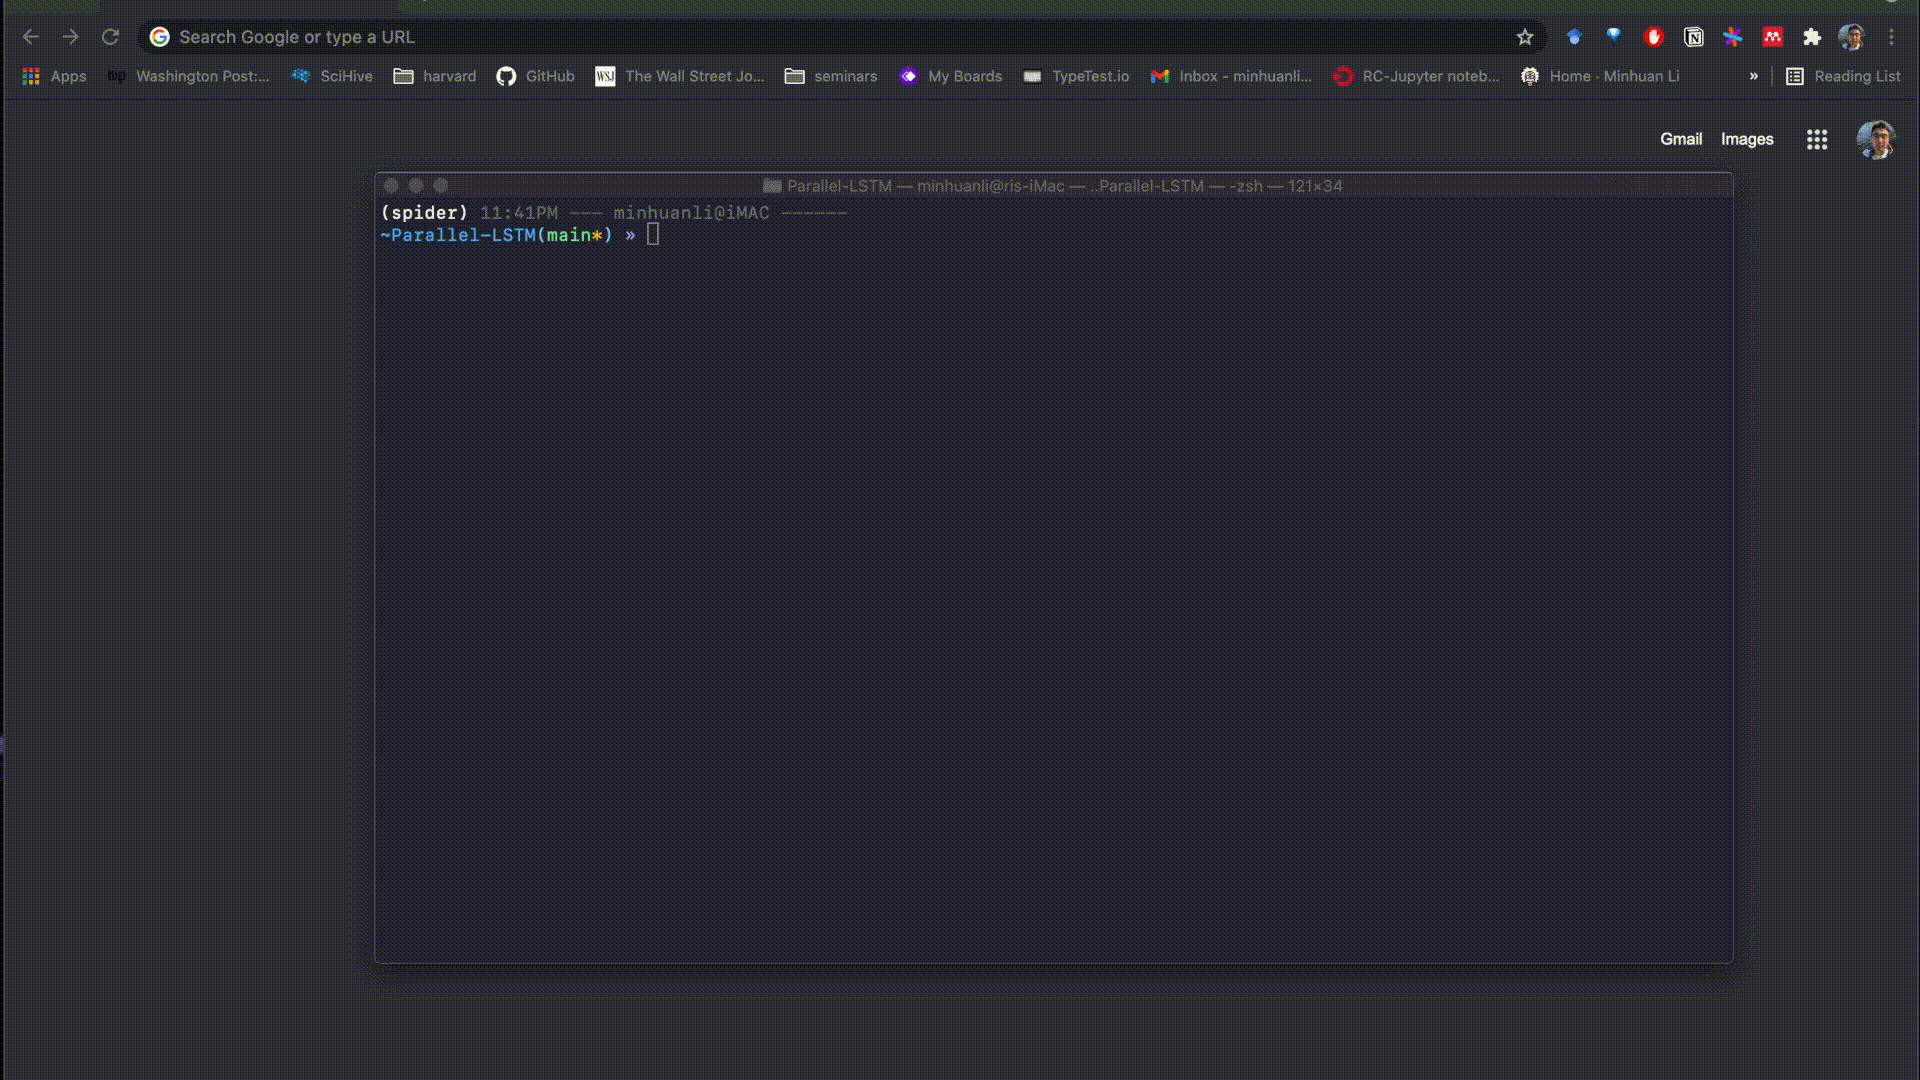 Search Google or type a URL
Apps Washington Post:... SciHive harvard GitHub WSJ The Wall Street Jo... seminars My Boards TypeTest.io Inbox - minhuanli... RC-Jupyter noteb... Home · Minhuan Li » Reading List
Gmail Images
Parallel-LSTM — minhuanli@ris-iMac — ..Parallel-LSTM — -zsh — 121×34
(spider) 11:41PM --- minhuanli@iMAC ------
~Parallel-LSTM(main*) »